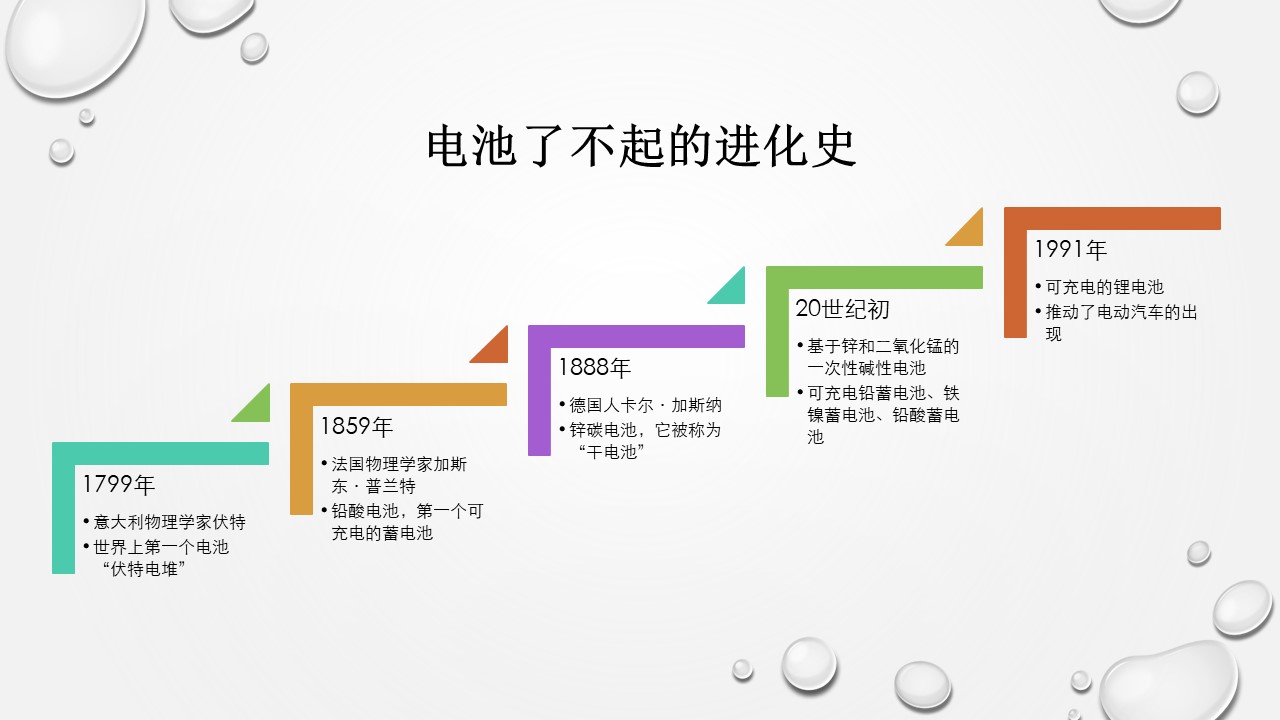 电池了不起的进化史
1799年
•意大利物理学家伏特
•世界上第一个电池
“伏特电堆”
1859年
•法国物理学家加斯
东·普兰特
•铅酸电池，第一个可
充电的蓄电池
1888年
•德国人卡尔·加斯纳
•锌碳电池，它被称为
“干电池”
20世纪初
•基于锌和二氧化锰的
一次性碱性电池
•可充电铅蓄电池、铁
镍蓄电池、铅酸蓄电
池
1991年
•可充电的锂电池
•推动了电动汽车的出
现